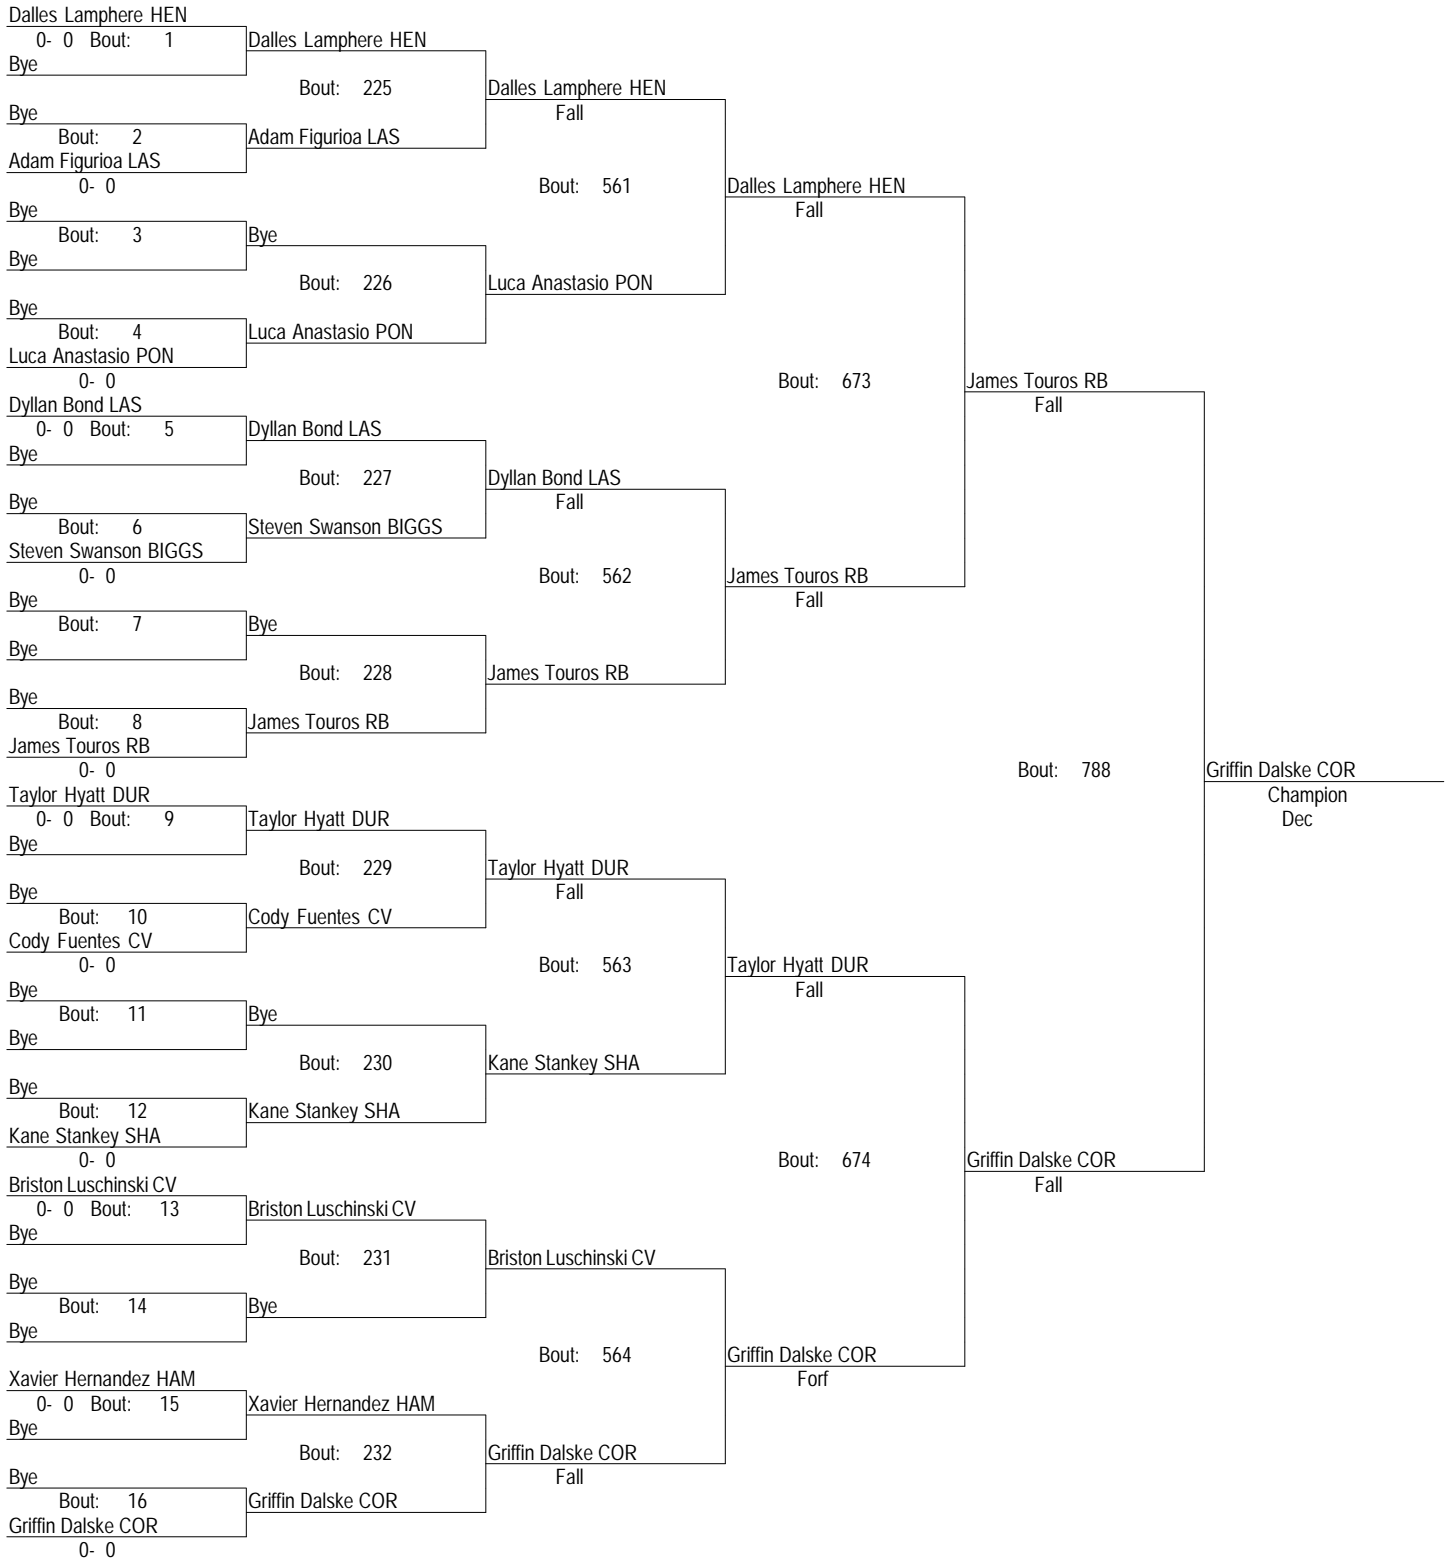 Dalles Lamphere HEN
0- 0 Bout: 1
Dalles Lamphere HEN
Bye
Bout: 225
Dalles Lamphere HEN
Bye
Fall
Bout: 2
Adam Figurioa LAS
Adam Figurioa LAS
0- 0
Bout: 561
Dalles Lamphere HEN
Bye
Fall
Bout: 3
Bye
Bye
Bout: 226
Luca Anastasio PON
Bye
Bout: 4
Luca Anastasio PON
Luca Anastasio PON
0- 0
Bout: 673
James Touros RB
Dyllan Bond LAS
Fall
0- 0 Bout: 5
Dyllan Bond LAS
Bye
Bout: 227
Dyllan Bond LAS
Bye
Fall
Bout: 6
Steven Swanson BIGGS
Steven Swanson BIGGS
0- 0
Bout: 562
James Touros RB
Bye
Fall
Bout: 7
Bye
Bye
Bout: 228
James Touros RB
Bye
Bout: 8
James Touros RB
James Touros RB
0- 0
Bout: 788
Griffin Dalske COR
Taylor Hyatt DUR
Champion
0- 0 Bout: 9
Taylor Hyatt DUR
Dec
Bye
Bout: 229
Taylor Hyatt DUR
Bye
Fall
Bout: 10
Cody Fuentes CV
Cody Fuentes CV
0- 0
Bout: 563
Taylor Hyatt DUR
Bye
Fall
Bout: 11
Bye
Bye
Bout: 230
Kane Stankey SHA
Bye
Bout: 12
Kane Stankey SHA
Kane Stankey SHA
0- 0
Bout: 674
Griffin Dalske COR
Briston Luschinski CV
Fall
0- 0 Bout: 13
Briston Luschinski CV
Bye
Bout: 231
Briston Luschinski CV
Bye
Bout: 14
Bye
Bye
Bout: 564
Griffin Dalske COR
Xavier Hernandez HAM
Forf
0- 0 Bout: 15
Xavier Hernandez HAM
Bye
Bout: 232
Griffin Dalske COR
Bye
Fall
Bout: 16
Griffin Dalske COR
Griffin Dalske COR
0- 0